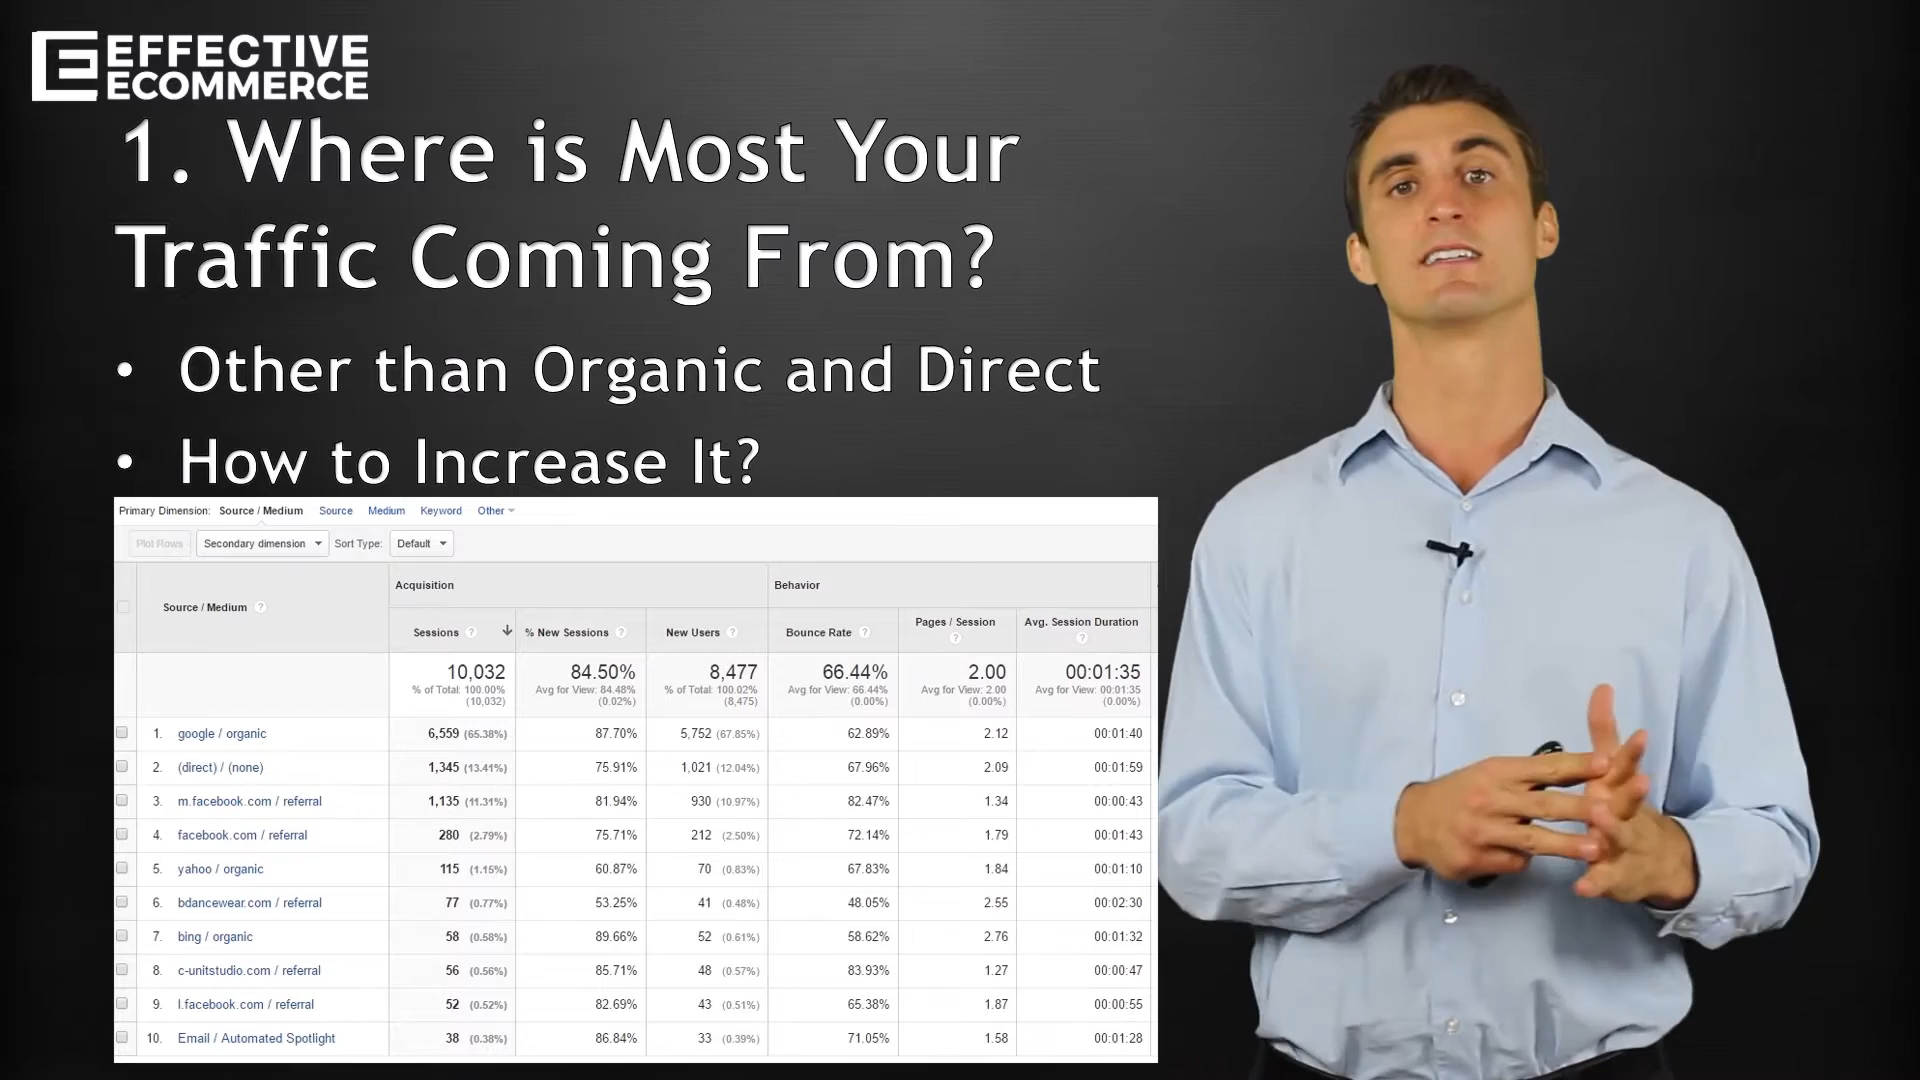 EFFECTIVE
ECOMMERCE
1. Where is Most Your
Traffic Coming From?
• Other than Organic and Direct
• How to Increase It?
Primary Dimension: Source / Medium Source Medium Keyword Other
Plot Rows Secondary dimension Sort Type: Default
Source / Medium ? Acquisition Behavior
Sessions ? % New Sessions ? New Users ? Bounce Rate ? Pages / Session ? Avg. Session Duration ?
10,032 84.50% 8,477 66.44% 2.00 00:01:35
% of Total: 100.00% Avg for View: 84.48% % of Total: 100.02% Avg for View: 66.44% Avg for View: 2.00 Avg for View: 00:01:35
(10,032) (0.02%) (8,475) (0.00%) (0.00%) (0.00%)
1. google / organic 6,559 (65.38%) 87.70% 5,752 (67.85%) 62.89% 2.12 00:01:40
2. (direct) / (none) 1,345 (13.41%) 75.91% 1,021 (12.04%) 67.96% 2.09 00:01:59
3. m.facebook.com / referral 1,135 (11.31%) 81.94% 930 (10.97%) 82.47% 1.34 00:00:43
4. facebook.com / referral 280 (2.79%) 75.71% 212 (2.50%) 72.14% 1.79 00:01:43
5. yahoo / organic 115 (1.15%) 60.87% 70 (0.83%) 67.83% 1.84 00:01:10
6. bdancewear.com / referral 77 (0.77%) 53.25% 41 (0.48%) 48.05% 2.55 00:02:30
7. bing / organic 58 (0.58%) 89.66% 52 (0.61%) 58.62% 2.76 00:01:32
8. c-unitstudio.com / referral 56 (0.56%) 85.71% 48 (0.57%) 83.93% 1.27 00:00:47
9. l.facebook.com / referral 52 (0.52%) 82.69% 43 (0.51%) 65.38% 1.87 00:00:55
10. Email / Automated Spotlight 38 (0.38%) 86.84% 33 (0.39%) 71.05% 1.58 00:01:28